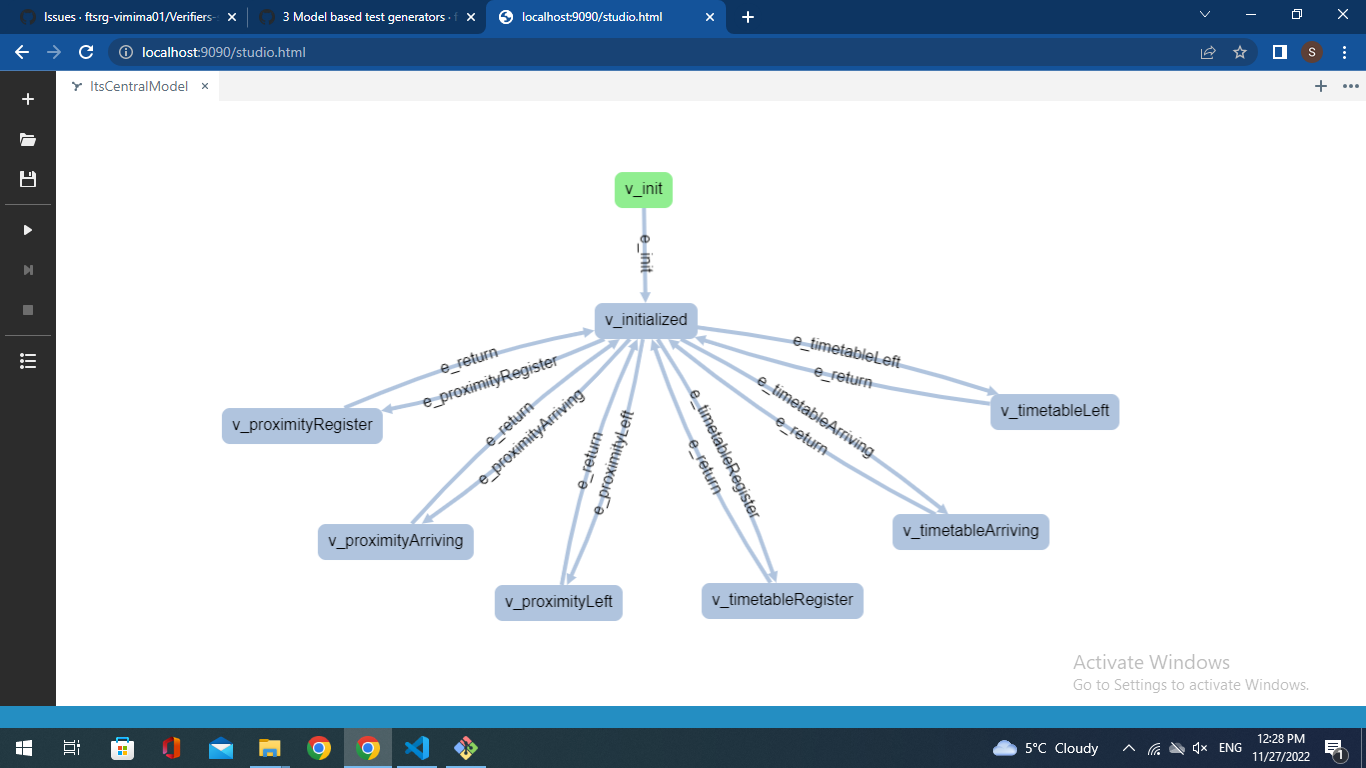 Issues · ftsrg-vimima01/Verifiers-
3 Model based test generators · f
localhost:9090/studio.html
localhost:9090/studio.html
S
ItsCentralModel
v_init
e_init
v_initialized
e_timetableLeft
e_return
e_return
e_proximityRegister
e_timetableArriving
e_return
e_return
e_proximityArriving
e_return
e_proximityLeft
e_timetableRegister
e_return
v_proximityRegister
v_timetableLeft
v_proximityArriving
v_timetableArriving
v_proximityLeft
v_timetableRegister
Activate Windows
Go to Settings to activate Windows.
5°C Cloudy
ENG
12:28 PM
11/27/2022
1